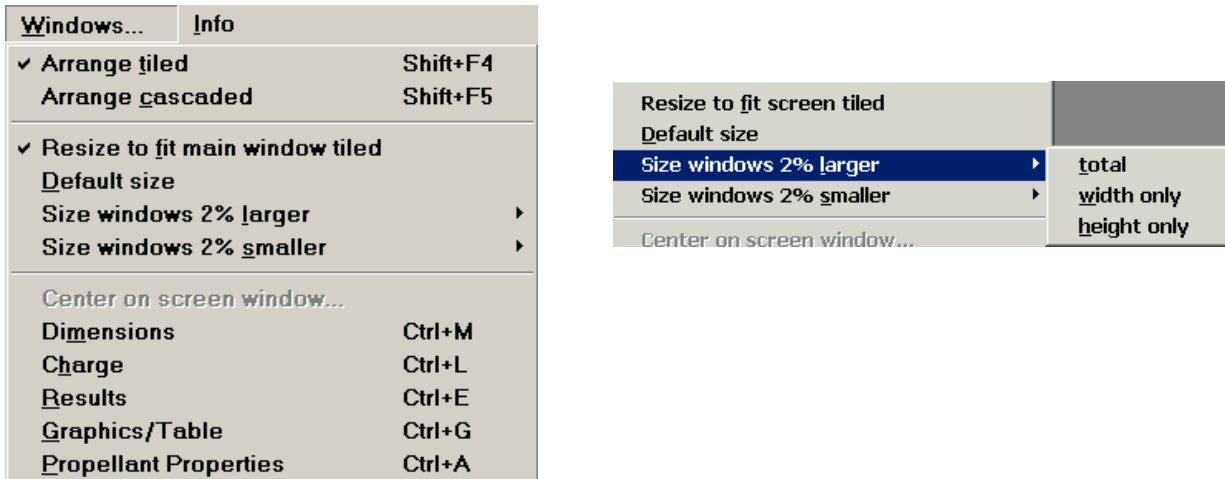 Windows... Info
Arrange tiled Shift+F4
Arrange cascaded Shift+F5
Resize to fit main window tiled
Default size
Size windows 2% larger
Size windows 2% smaller
Center on screen window...
Dimensions Ctrl+M
Charge Ctrl+L
Results Ctrl+E
Graphics/Table Ctrl+G
Propellant Properties Ctrl+A
Resize to fit screen tiled
Default size
Size windows 2% larger
Size windows 2% smaller
Center on screen window...
total
width only
height only